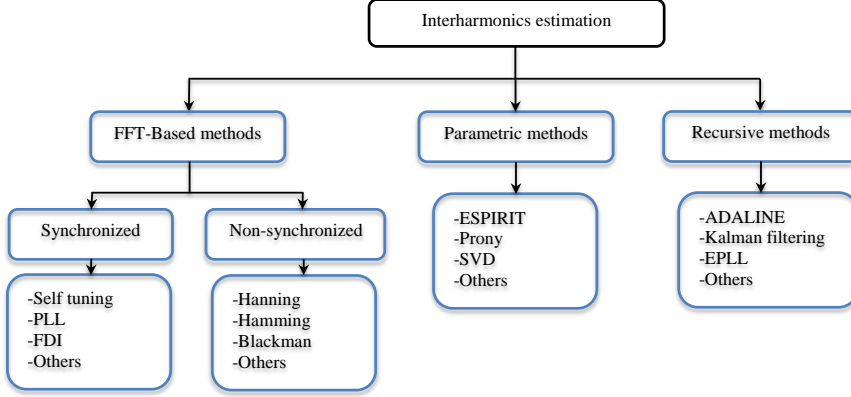 Interharmonics estimation
FFT-Based methods
Parametric methods
Recursive methods
Synchronized
Non-synchronized
-Self tuning
-PLL
-FDI
-Others
-Hanning
-Hamming
-Blackman
-Others
-ESPIRIT
-Prony
-SVD
-Others
-ADALINE
-Kalman filtering
-EPLL
-Others